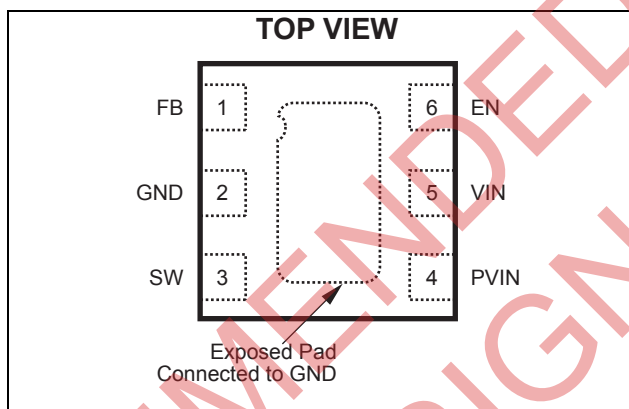 TOP VIEW
FB 1 6 EN
GND 2 5 VIN
SW 3 4 PVIN
Exposed Pad
Connected to GND